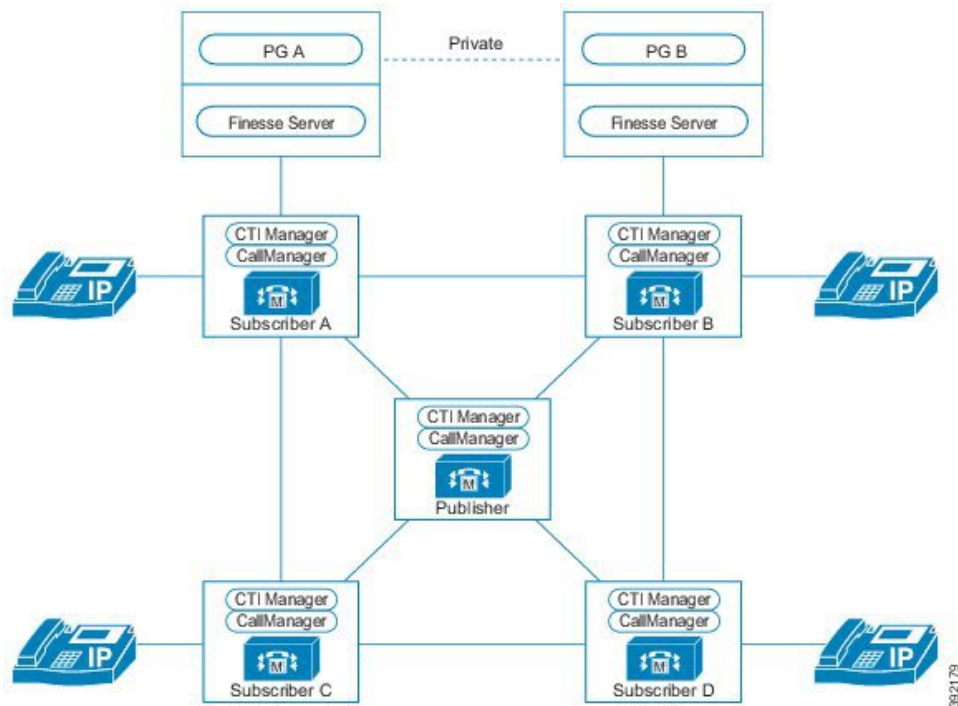 PG A
Private
PG B
Finesse Server
Finesse Server
CTI Manager
CallManager
M
Subscriber A
CTI Manager
CallManager
M
Subscriber B
IP
IP
CTI Manager
CallManager
M
Publisher
CTI Manager
CallManager
M
Subscriber C
CTI Manager
CallManager
M
Subscriber D
IP
IP
392179